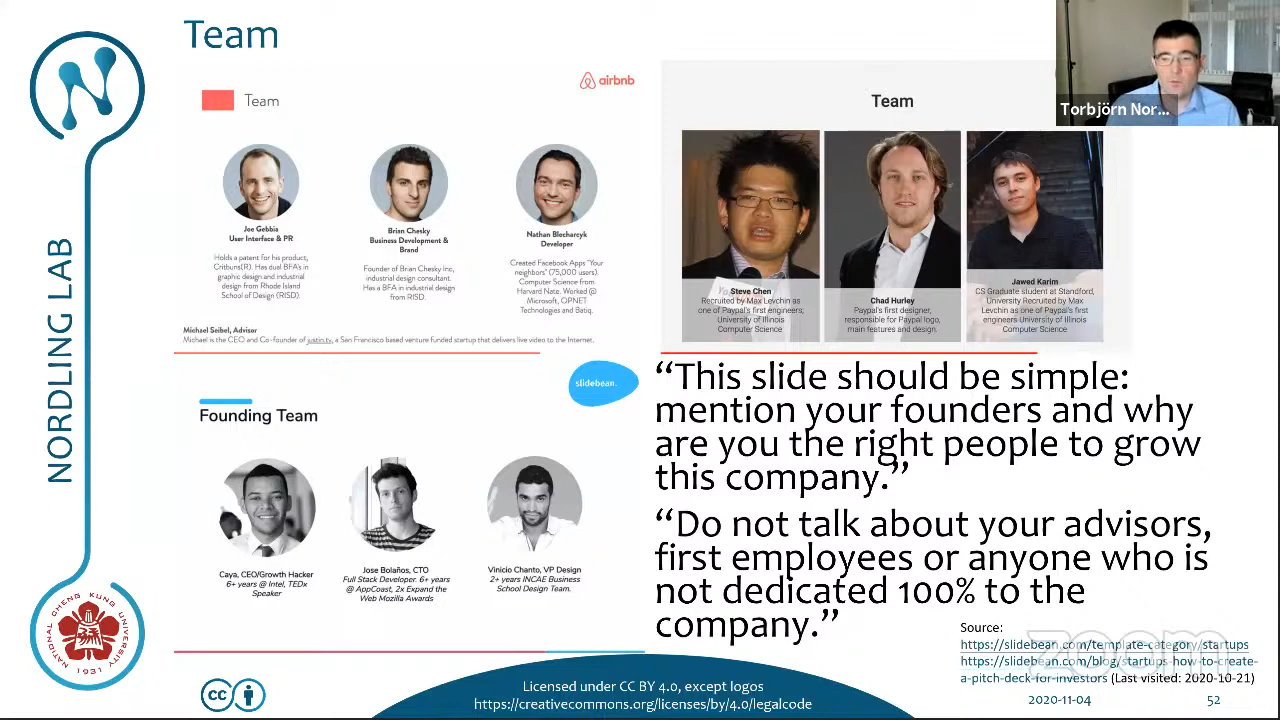 Team
airbnb
Team
Joe Gebbia
User Interface & PR
Holds a patent for his product,
Critbuns(R). Has dual BFA's in
graphic design and industrial
design from Rhode Island
School of Design (RISD).
Brian Chesky
Business Development &
Brand
Founder of Brian Chesky Inc,
industrial design consultant.
Has a BFA in industrial design
from RISD.
Nathan Blecharcyk
Developer
Created Facebook Apps "Your
neighbors" (75,000 users).
Computer Science from
Harvard Nate. Worked @
Microsoft, OPNET
Technologies and Batiq.
Michael Seibel, Advisor
Michael is the CEO and Co-founder of justin.tv, a San Francisco based venture funded startup that delivers live video to the Internet.
Team
Steve Chen
Recruited by Max Levchin as
one of Paypal's first engineers;
University of Illinois
Computer Science
Chad Hurley
Paypal's first designer,
responsible for Paypal logo,
main features and design.
Jawed Karim
CS Graduate student at Standford,
University Recruited by Max
Levchin as one of Paypal's first
engineers University of Illinois
Computer Science
Torbjörn Nor...
slidebean.
Founding Team
Caya, CEO/Growth Hacker
6+ years @ Intel, TEDx
Speaker
Jose Bolaños, CTO
Full Stack Developer. 6+ years
@ AppCoast, 2x Expand the
Web Mozilla Awards
Vinicio Chanto, VP Design
2+ years INCAE Business
School Design Team.
“This slide should be simple:
mention your founders and why
are you the right people to grow
this company.”
“Do not talk about your advisors,
first employees or anyone who is
not dedicated 100% to the
company.”
Source:
https://slidebean.com/template-category/startups
https://slidebean.com/blog/startups-how-to-create-
a-pitch-deck-for-investors (Last visited: 2020-10-21)
zoom
NORDLING LAB
NATIONAL CHENG KUNG UNIVERSITY
1931
cc
Licensed under CC BY 4.0, except logos
https://creativecommons.org/licenses/by/4.0/legalcode
2020-11-04
52